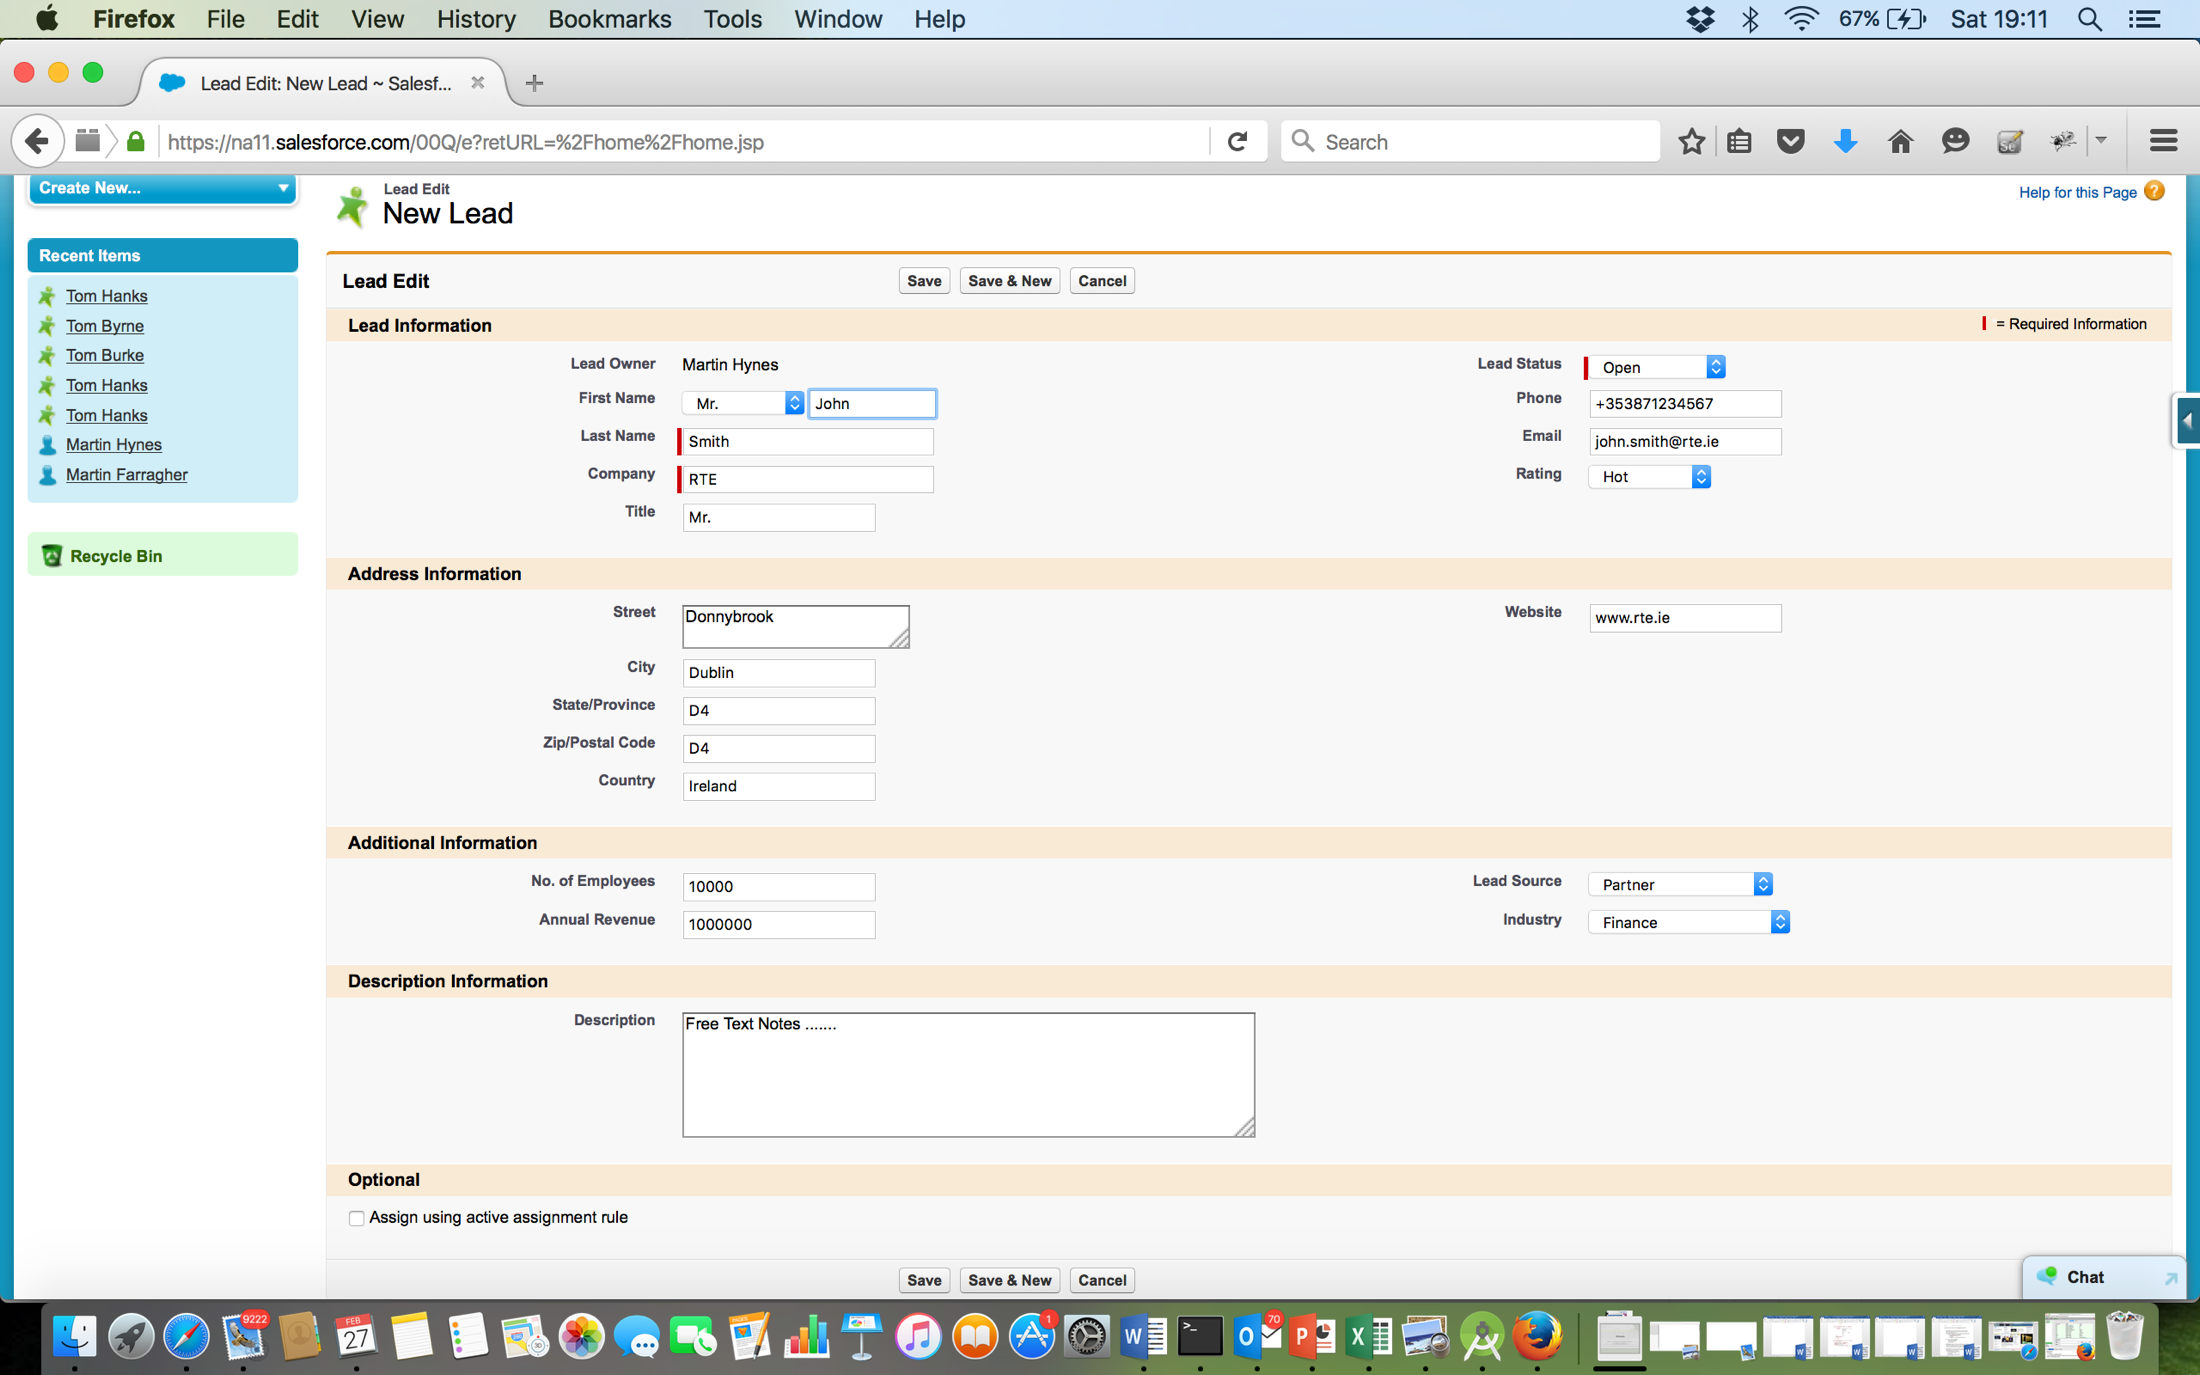 Firefox File Edit View History Bookmarks Tools Window Help 67% Sat 19:11
Lead Edit: New Lead ~ Salesf...
https://na11.salesforce.com/00Q/e?retURL=%2Fhome%2Fhome.jsp Search
Create New...
Lead Edit
New Lead
Help for this Page ?
Recent Items
Tom Hanks
Tom Byrne
Tom Burke
Tom Hanks
Tom Hanks
Martin Hynes
Martin Farragher
Recycle Bin
Lead Edit Save Save & New Cancel
Lead Information = Required Information
Lead Owner Martin Hynes Lead Status Open
First Name Mr. John Phone +353871234567
Last Name Smith Email john.smith@rte.ie
Company RTE Rating Hot
Title Mr.
Address Information
Street Donnybrook Website www.rte.ie
City Dublin
State/Province D4
Zip/Postal Code D4
Country Ireland
Additional Information
No. of Employees 10000 Lead Source Partner
Annual Revenue 1000000 Industry Finance
Description Information
Description Free Text Notes .......
Optional
Assign using active assignment rule
Save Save & New Cancel
Chat
9222 FEB 27 1 70